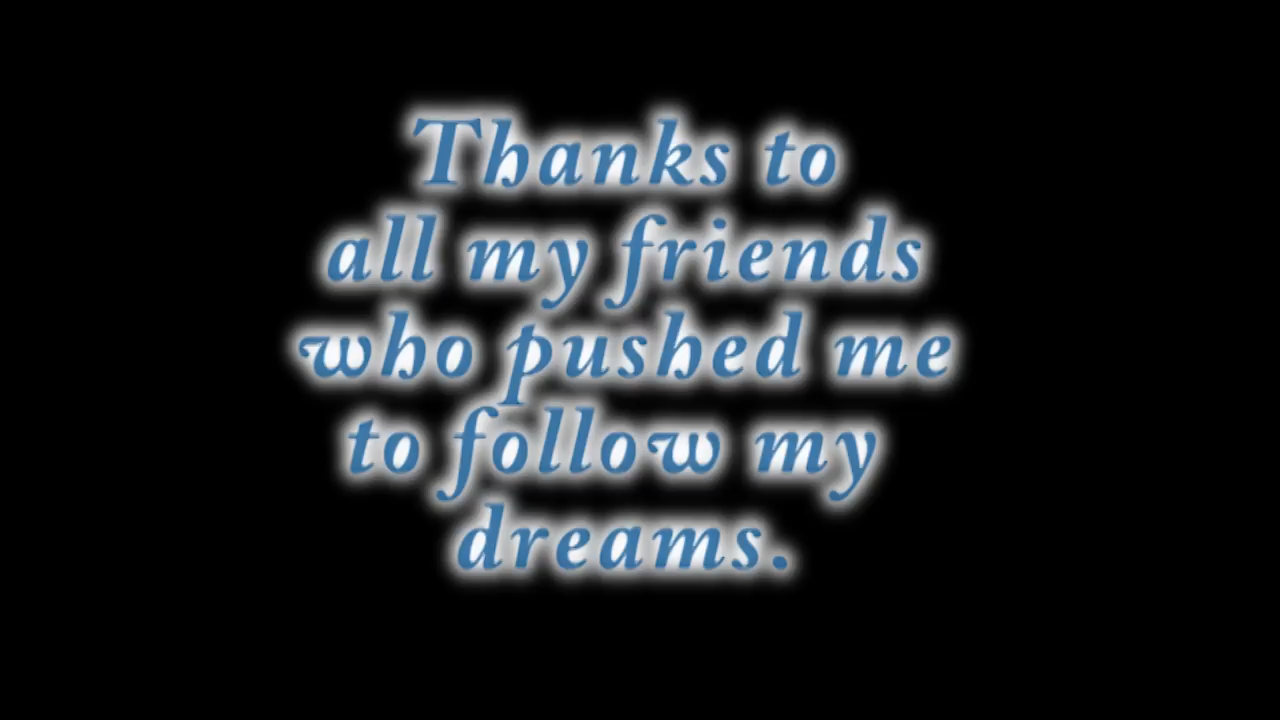 Thanks to
all my friends
who pushed me
to follow my
dreams.